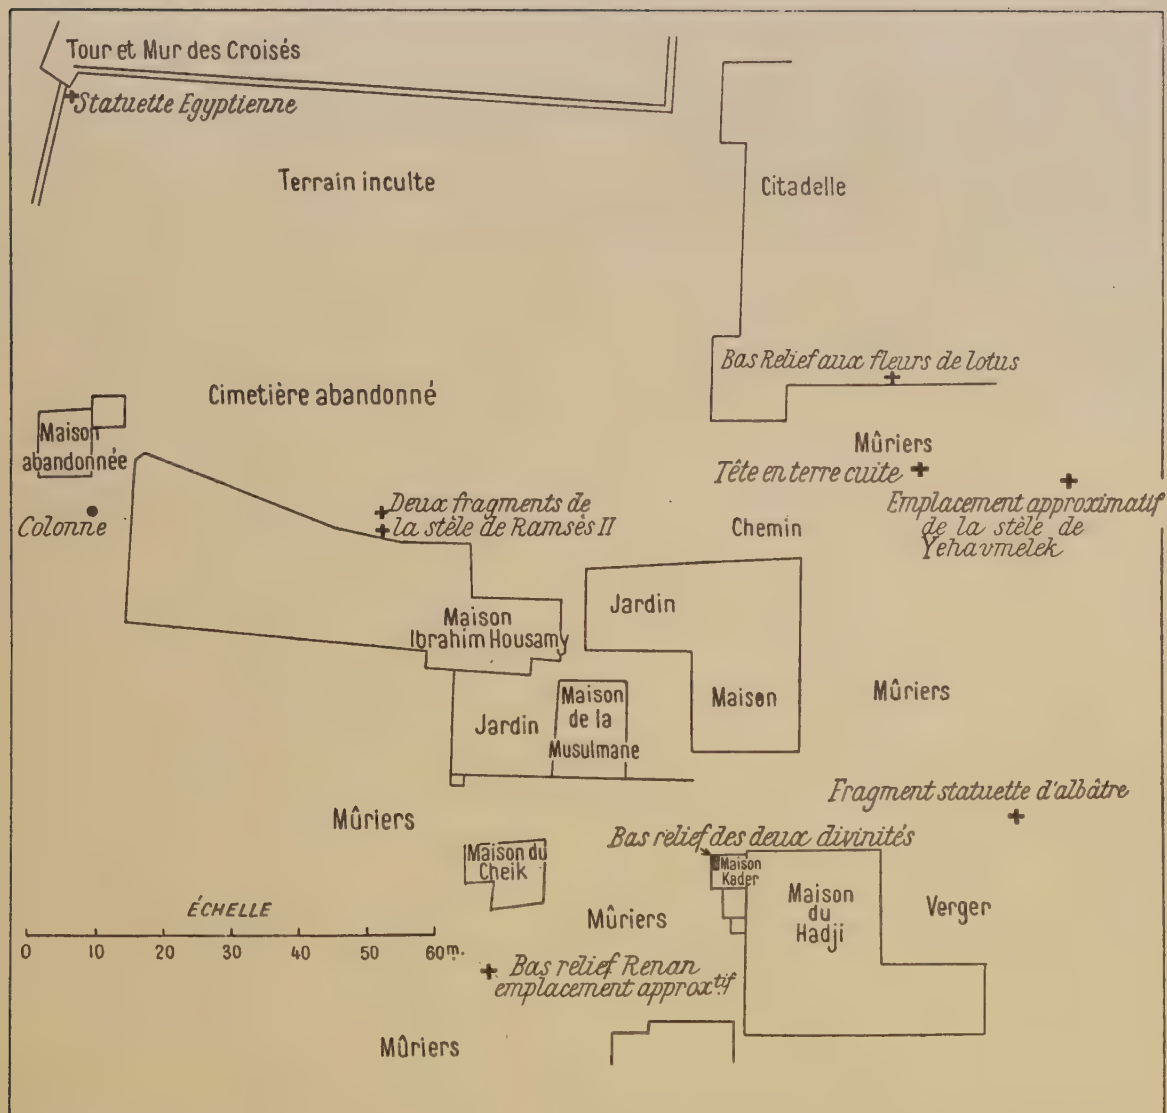 Tour et Mur des Croisés
Statuette Egyptienne
Terrain inculte
Citadelle
Bas Relief aux fleurs de lotus
Cimetière abandonné
Maison
abandonnée
Mûriers
Tête en terre cuite
Emplacement approximatif
de la stèle de
Yehavmelek
Colonne
Deux fragments de
la stèle de Ramsès II
Chemin
Jardin
Maison
Ibrahim Housamy
Maison
Mûriers
Jardin
Maison
de la
Musulmane
Fragment statuette d'albâtre
Mûriers
Bas relief des deux divinités
Maison du
Cheik
Maison
Kader
Maison
du
Hadji
Verger
Mûriers
ÉCHELLE
0 10 20 30 40 50 60 m.
Bas relief Renan
emplacement approxtif
Mûriers